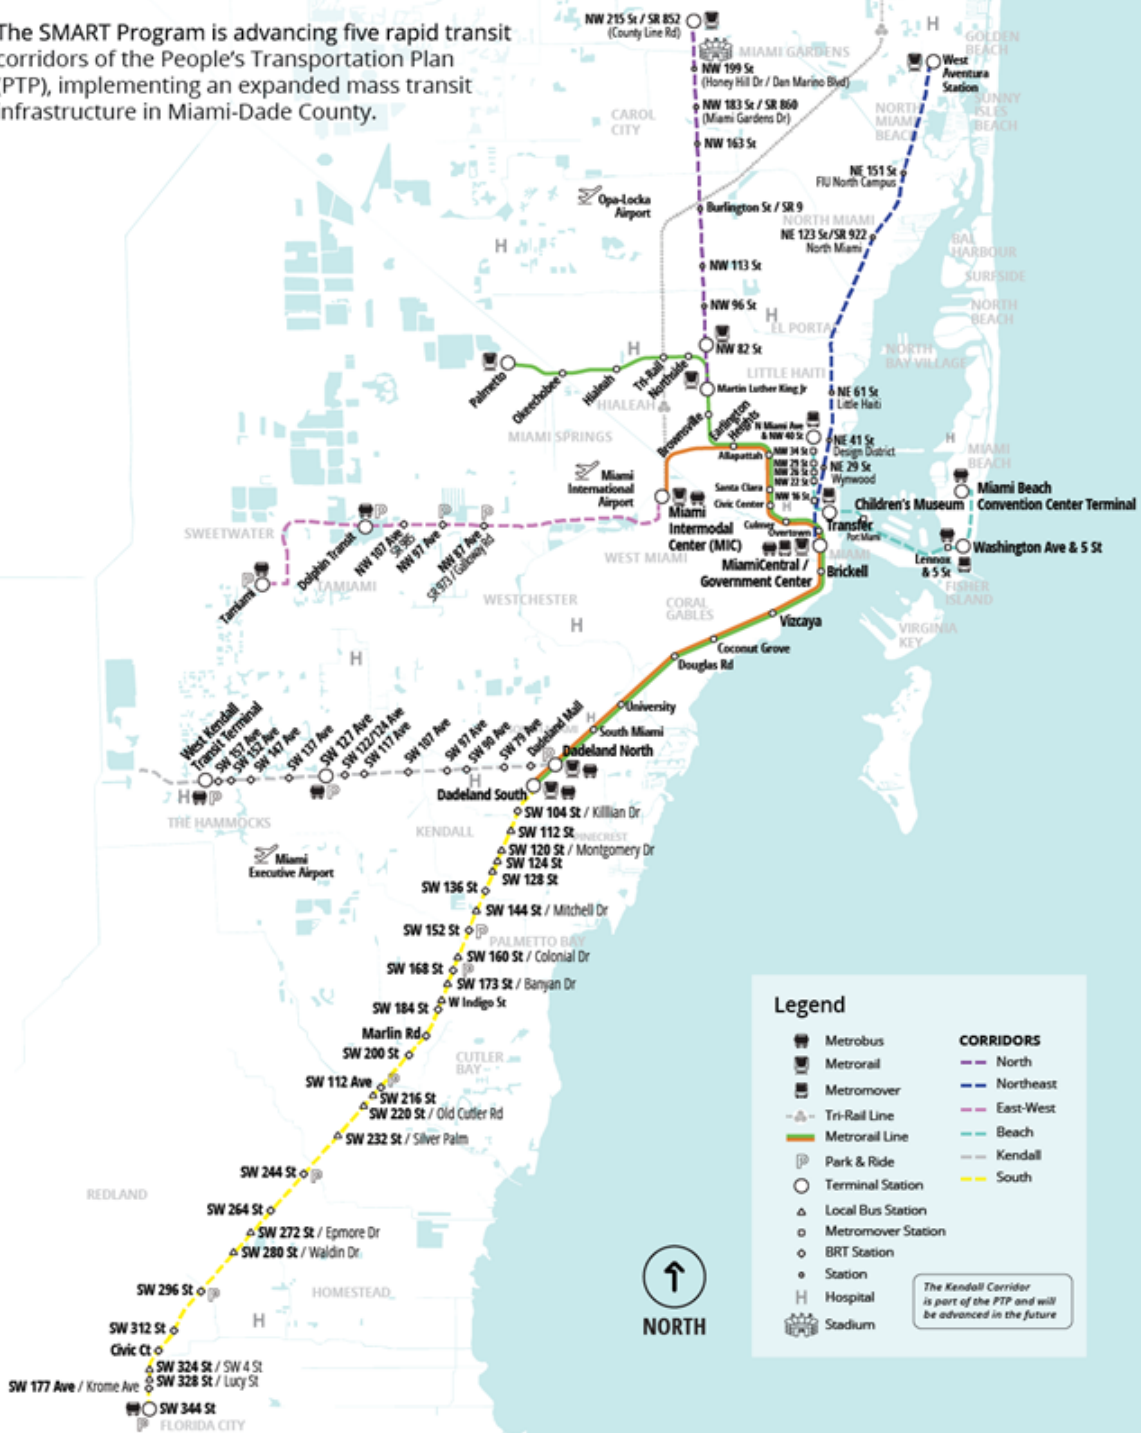 The SMART Program is advancing five rapid transit
corridors of the People's Transportation Plan
(PTP), implementing an expanded mass transit
infrastructure in Miami-Dade County.
NW 215 St / SR 852
(County Line Rd)
MIAMI GARDENS
NW 199 St
(Honey Hill Dr / Dan Marino Blvd)
NW 183 St / SR 860
(Miami Gardens Dr)
CAROL
CITY
NW 163 St
H
GOLDEN
BEACH
West
Aventura
Station
SUNNY
ISLES
BEACH
NORTH
MIAMI
BEACH
NE 151 St
FIU North Campus
Opa-Locka
Airport
Burlington St / SR 9
NORTH MIAMI
NE 123 St/SR 922
North Miami
BAL
HARBOUR
SURFSIDE
H
NW 113 St
NORTH
BEACH
NW 96 St
H
EL PORTAL
NW 82 St
NORTH
BAY VILLAGE
H
Palmetto
Okeechobee
Hialeah
Tri-Rail
Northside
LITTLE HAITI
Martin Luther King Jr
HIALEAH
NE 61 St
Little Haiti
Brownsville
Earlington
Heights
N Miami Ave
& NW 40 St
MIAMI SPRINGS
Allapattah
NW 34 St
NW 29 St
NW 26 St
NW 22 St
NW 16 St
NE 41 St
Design District
NE 29 St
Wynwood
H
MIAMI
BEACH
Miami
International
Airport
Santa Clara
Civic Center
H
Culmer
Overtown
Miami
Intermodal
Center (MIC)
Miami Beach
Convention Center Terminal
Children's Museum
Transfer
Port Miami
MIAMI
Washington Ave & 5 St
Lennox
& 5 St
FISHER
ISLAND
MiamiCentral /
Government Center
Brickell
SWEETWATER
P
P
P
Dolphin Transit
NW 107 Ave
SR 985
NW 97 Ave
NW 87 Ave
SR 973 / Galloway Rd
WEST MIAMI
P
Tamiami
TAMIAMI
WESTCHESTER
CORAL
GABLES
Vizcaya
VIRGINIA
KEY
H
Coconut Grove
H
Douglas Rd
University
H
South Miami
West Kendall
Transit Terminal
SW 157 Ave
SW 152 Ave
SW 147 Ave
SW 137 Ave
SW 127 Ave
SW 122/124 Ave
SW 117 Ave
SW 107 Ave
SW 97 Ave
SW 99 Ave
SW 79 Ave
Dadeland Mall
P
Dadeland North
H
P
P
H
Dadeland South
THE HAMMOCKS
KENDALL
SW 104 St / Killian Dr
SW 112 St
PINECREST
SW 120 St / Montgomery Dr
SW 124 St
SW 128 St
Miami
Executive Airport
SW 136 St
SW 144 St / Mitchell Dr
SW 152 St
P
PALMETTO BAY
SW 160 St / Colonial Dr
SW 168 St
P
SW 173 St / Banyan Dr
W Indigo St
SW 184 St
Marlin Rd
SW 200 St
CUTLER
BAY
SW 112 Ave
P
SW 216 St
SW 220 St / Old Cutler Rd
SW 232 St / Silver Palm
SW 244 St
P
REDLAND
SW 264 St
SW 272 St / Epmore Dr
SW 280 St / Waldin Dr
SW 296 St
P
HOMESTEAD
H
SW 312 St
Civic Ct
SW 324 St / SW 4 St
SW 328 St / Lucy St
SW 177 Ave / Krome Ave
SW 344 St
P
FLORIDA CITY
NORTH
Legend
Metrobus
Metrorail
Metromover
Tri-Rail Line
Metrorail Line
P
Park & Ride
Terminal Station
Local Bus Station
Metromover Station
BRT Station
Station
H
Hospital
Stadium
CORRIDORS
North
Northeast
East-West
Beach
Kendall
South
The Kendall Corridor
is part of the PTP and will
be advanced in the future